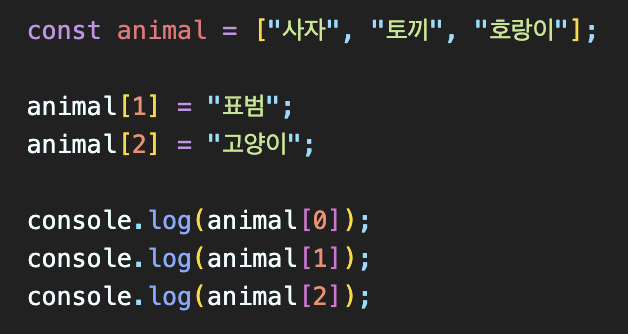 const animal = ["사자", "토끼", "호랑이"];
animal[1] = "표범";
animal[2] = "고양이";
console.log(animal[0]);
console.log(animal[1]);
console.log(animal[2]);